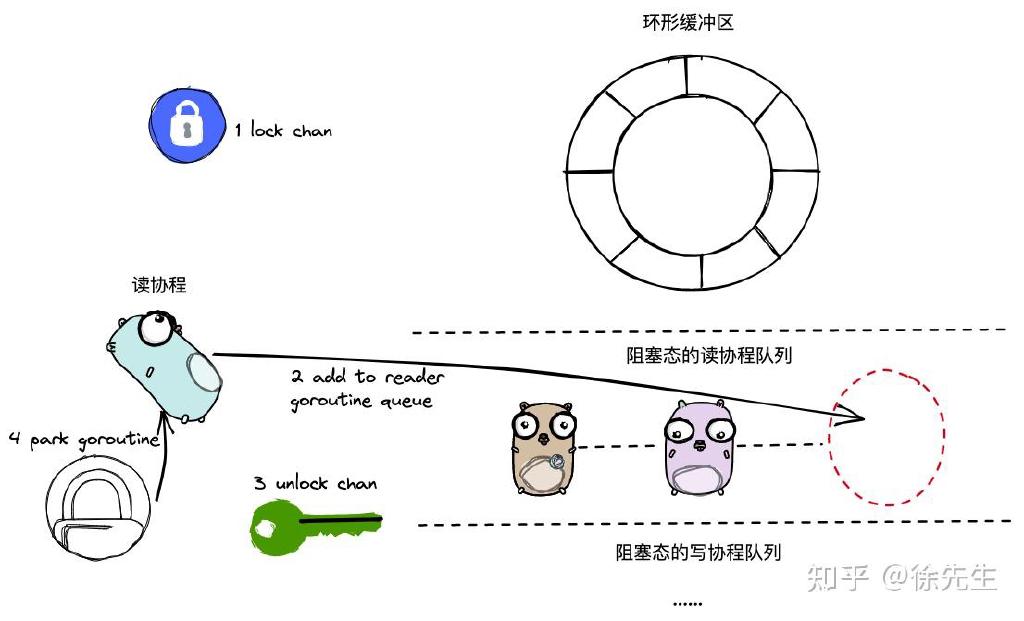 环形缓冲区
1 lock chan
读协程
阻塞态的读协程队列
2 add to reader
goroutine queue
4 park goroutine
3 unlock chan
阻塞态的写协程队列
知乎 @徐先生
......